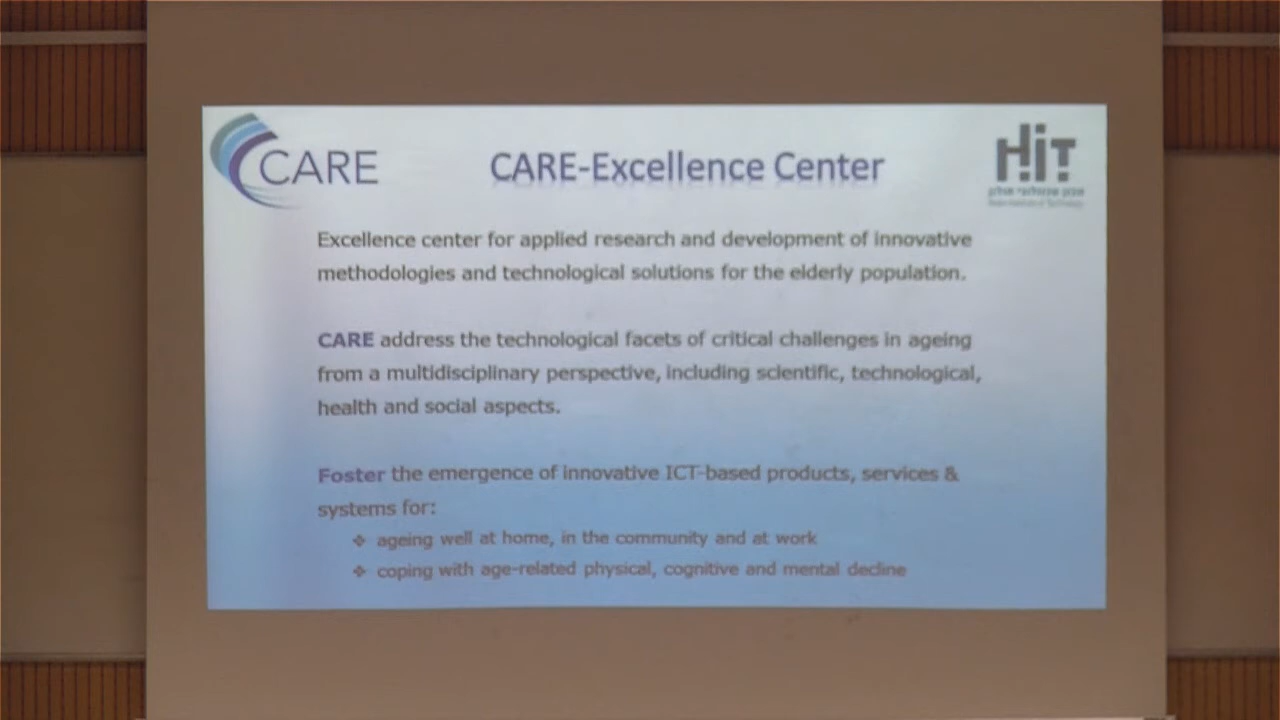 CARE
CARE-Excellence Center
HiT
Excellence center for applied research and development of innovative
methodologies and technological solutions for the elderly population.
CARE address the technological facets of critical challenges in ageing
from a multidisciplinary perspective, including scientific, technological,
health and social aspects.
Foster the emergence of innovative ICT-based products, services &
systems for:
❖ ageing well at home, in the community and at work
❖ coping with age-related physical, cognitive and mental decline